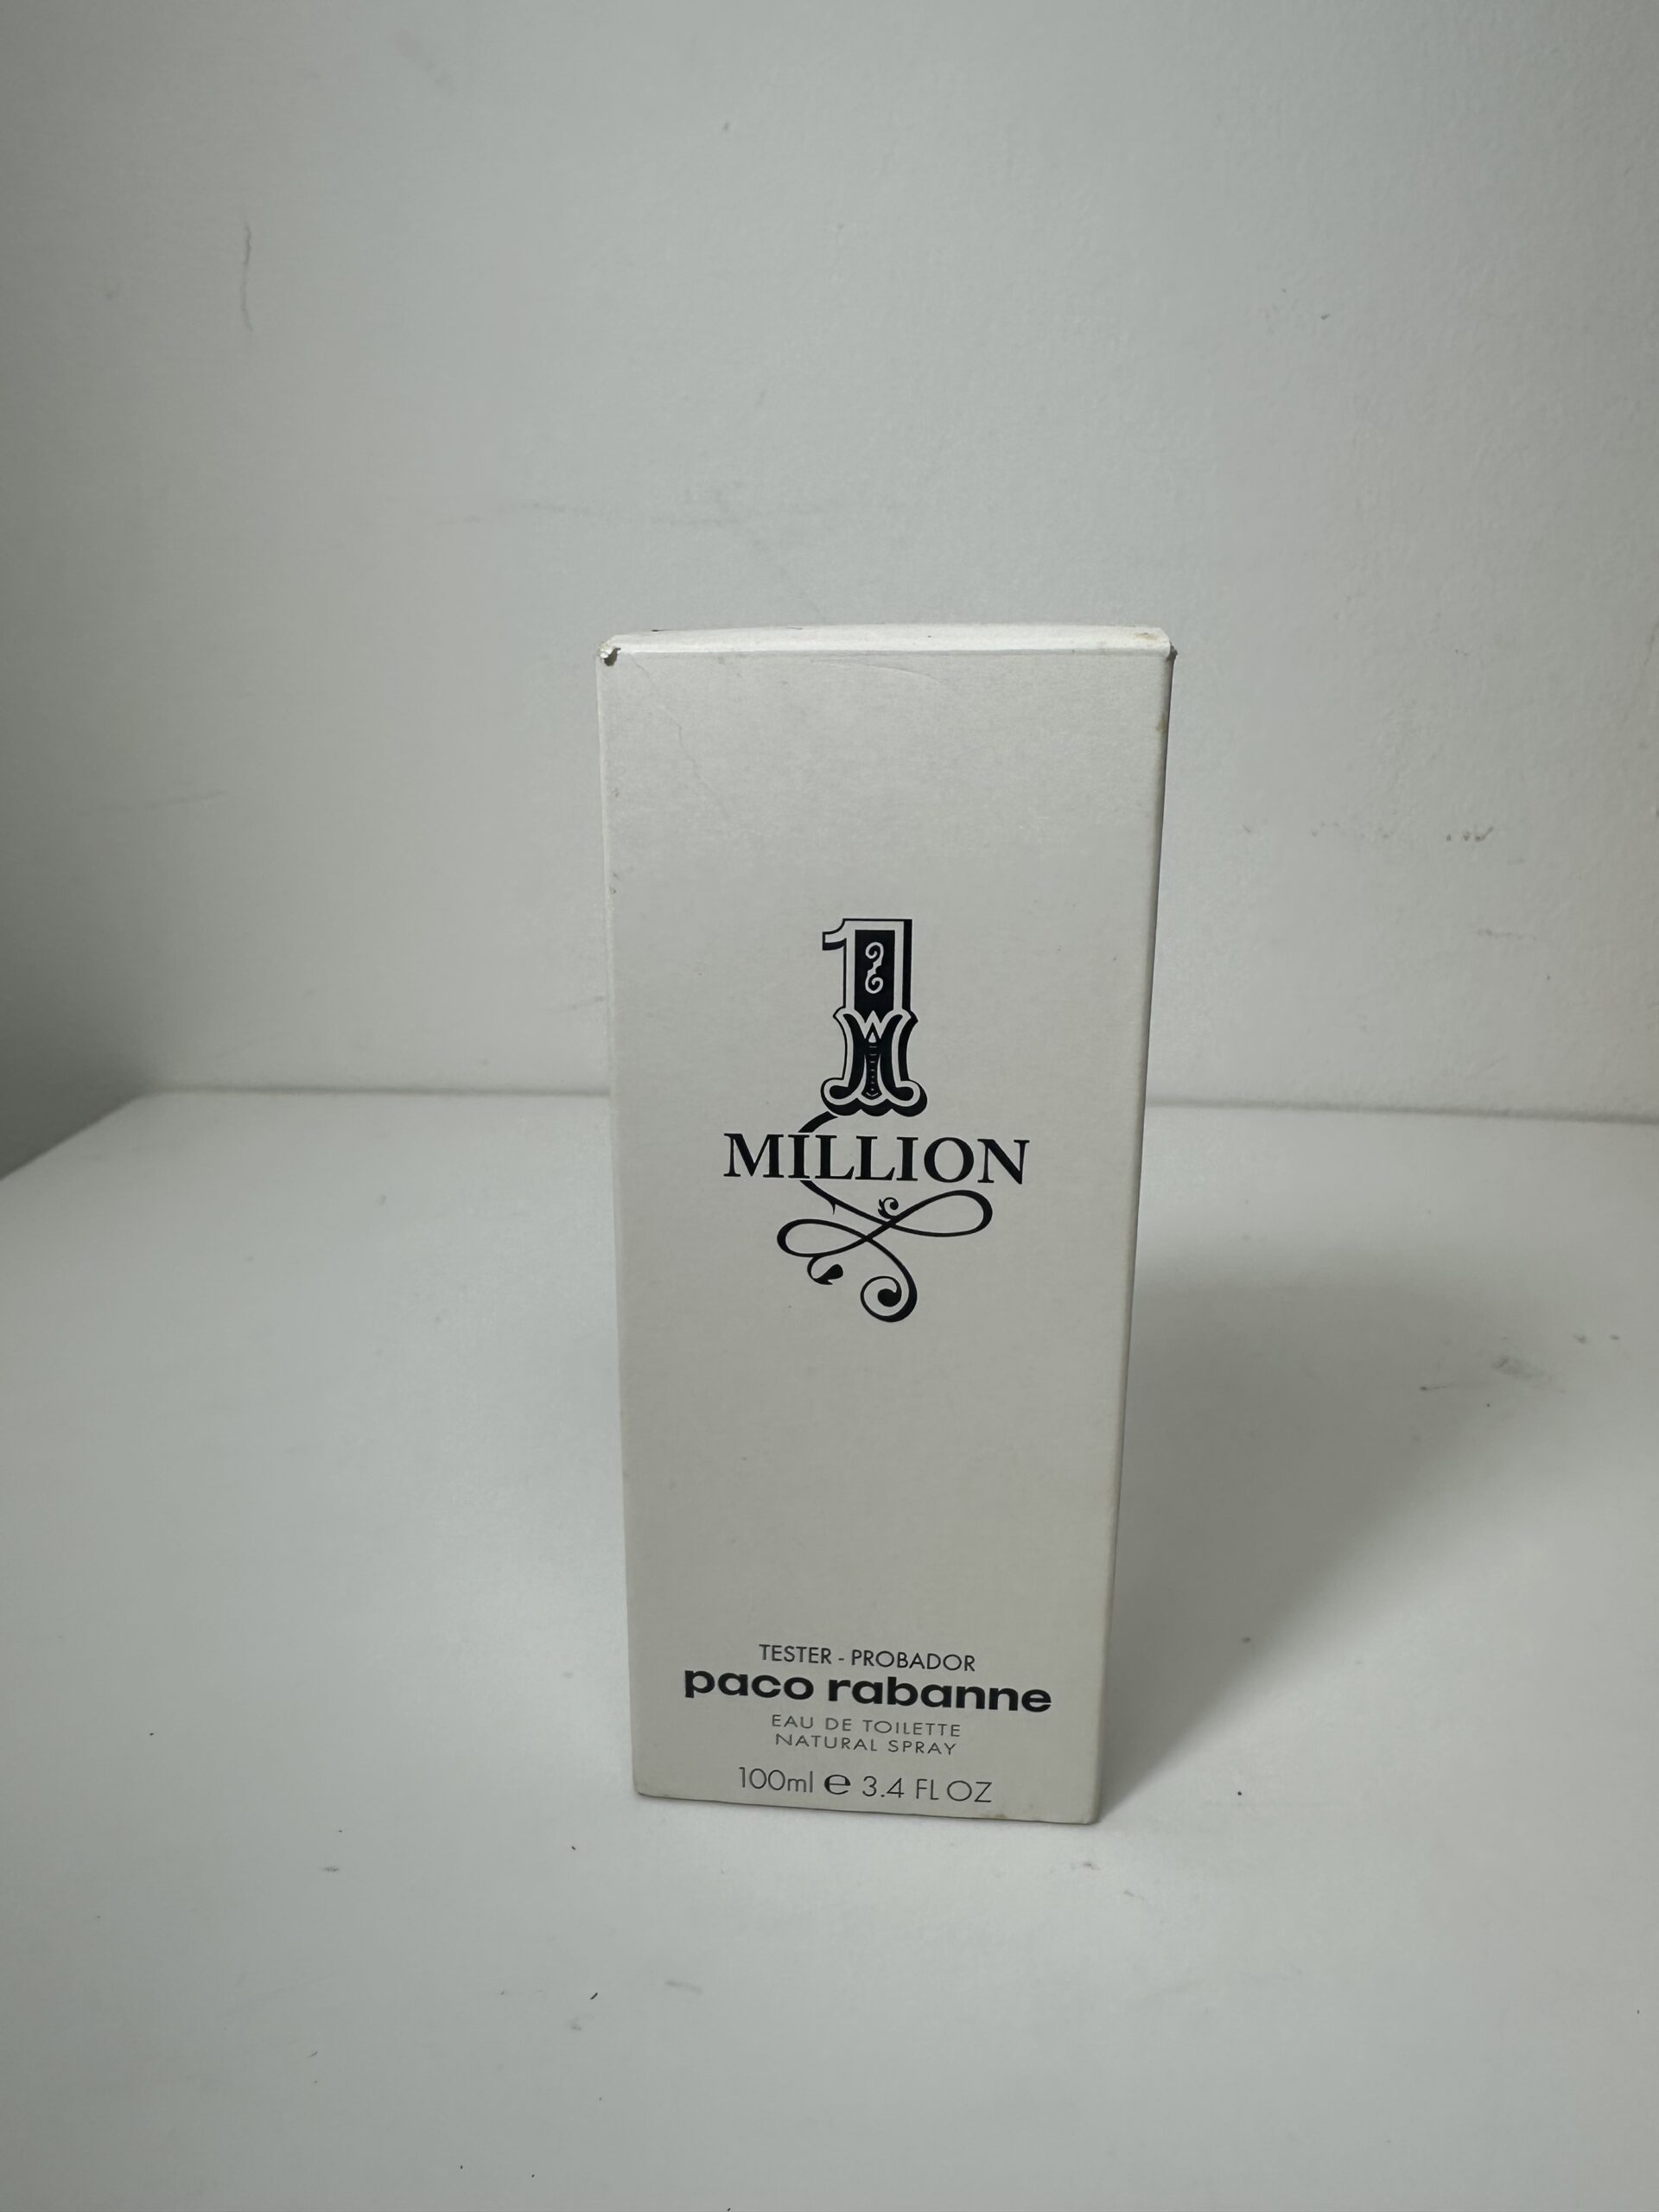 1
MILLION
TESTER - PROBADOR
paco rabanne
EAU DE TOILETTE
NATURAL SPRAY
100ml ℮ 3.4 FL OZ